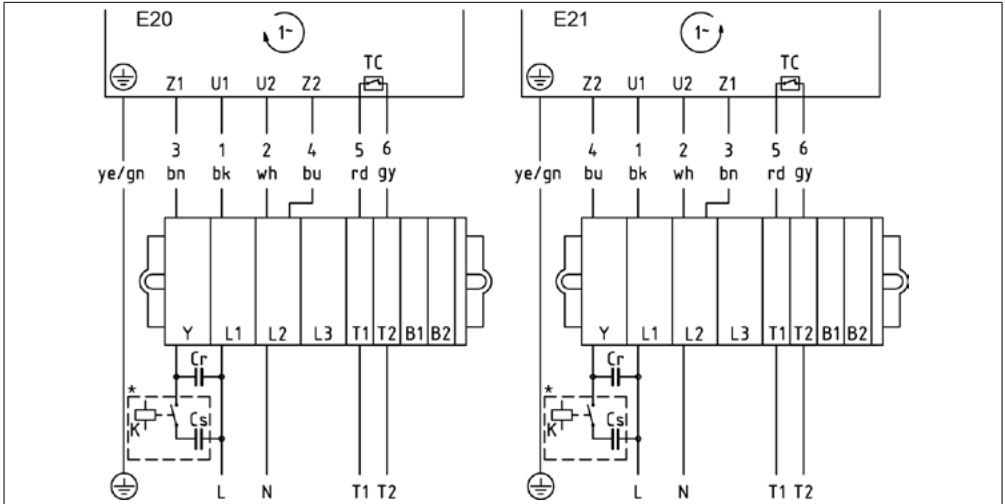 E20
1~
TC
Z1 U1 U2 Z2
3 1 2 4 5 6
ye/gn bn bk wh bu rd gy
Y L1 L2 L3 T1 T2 B1 B2
Cr
*
K Cs
L N T1 T2
E21
1~
TC
Z2 U1 U2 Z1
4 1 2 3 5 6
ye/gn bu bk wh bn rd gy
Y L1 L2 L3 T1 T2 B1 B2
Cr
*
K Cs
L N T1 T2